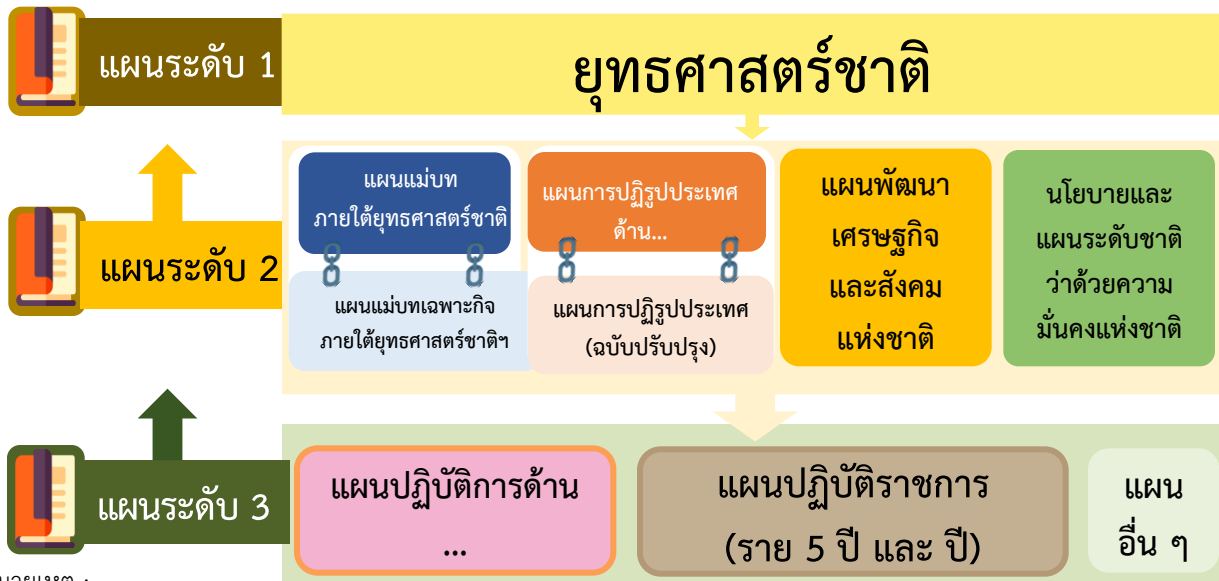 แผนระดับ 1
ยุทธศาสตร์ชาติ
แผนระดับ 2
แผนแม่บท
ภายใต้ยุทธศาสตร์ชาติ
แผนแม่บทเฉพาะกิจ
ภายใต้ยุทธศาสตร์ชาติฯ
แผนการปฏิรูปประเทศ
ด้าน...
แผนการปฏิรูปประเทศ
(ฉบับปรับปรุง)
แผนพัฒนา
เศรษฐกิจ
และสังคม
แห่งชาติ
นโยบายและ
แผนระดับชาติ
ว่าด้วยความ
มั่นคงแห่งชาติ
แผนระดับ 3
แผนปฏิบัติการด้าน
...
แผนปฏิบัติราชการ
(ราย 5 ปี และ ปี)
แผน
อื่น ๆ